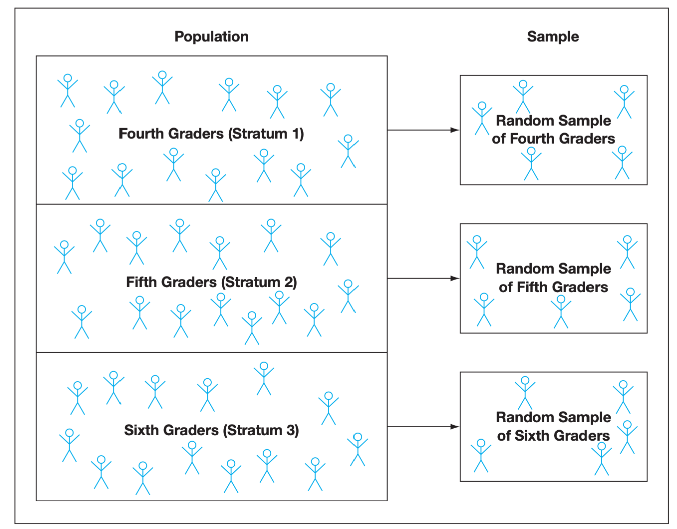 Population
Sample
Fourth Graders (Stratum 1)
Random Sample
of Fourth Graders
Fifth Graders (Stratum 2)
Random Sample
of Fifth Graders
Sixth Graders (Stratum 3)
Random Sample
of Sixth Graders